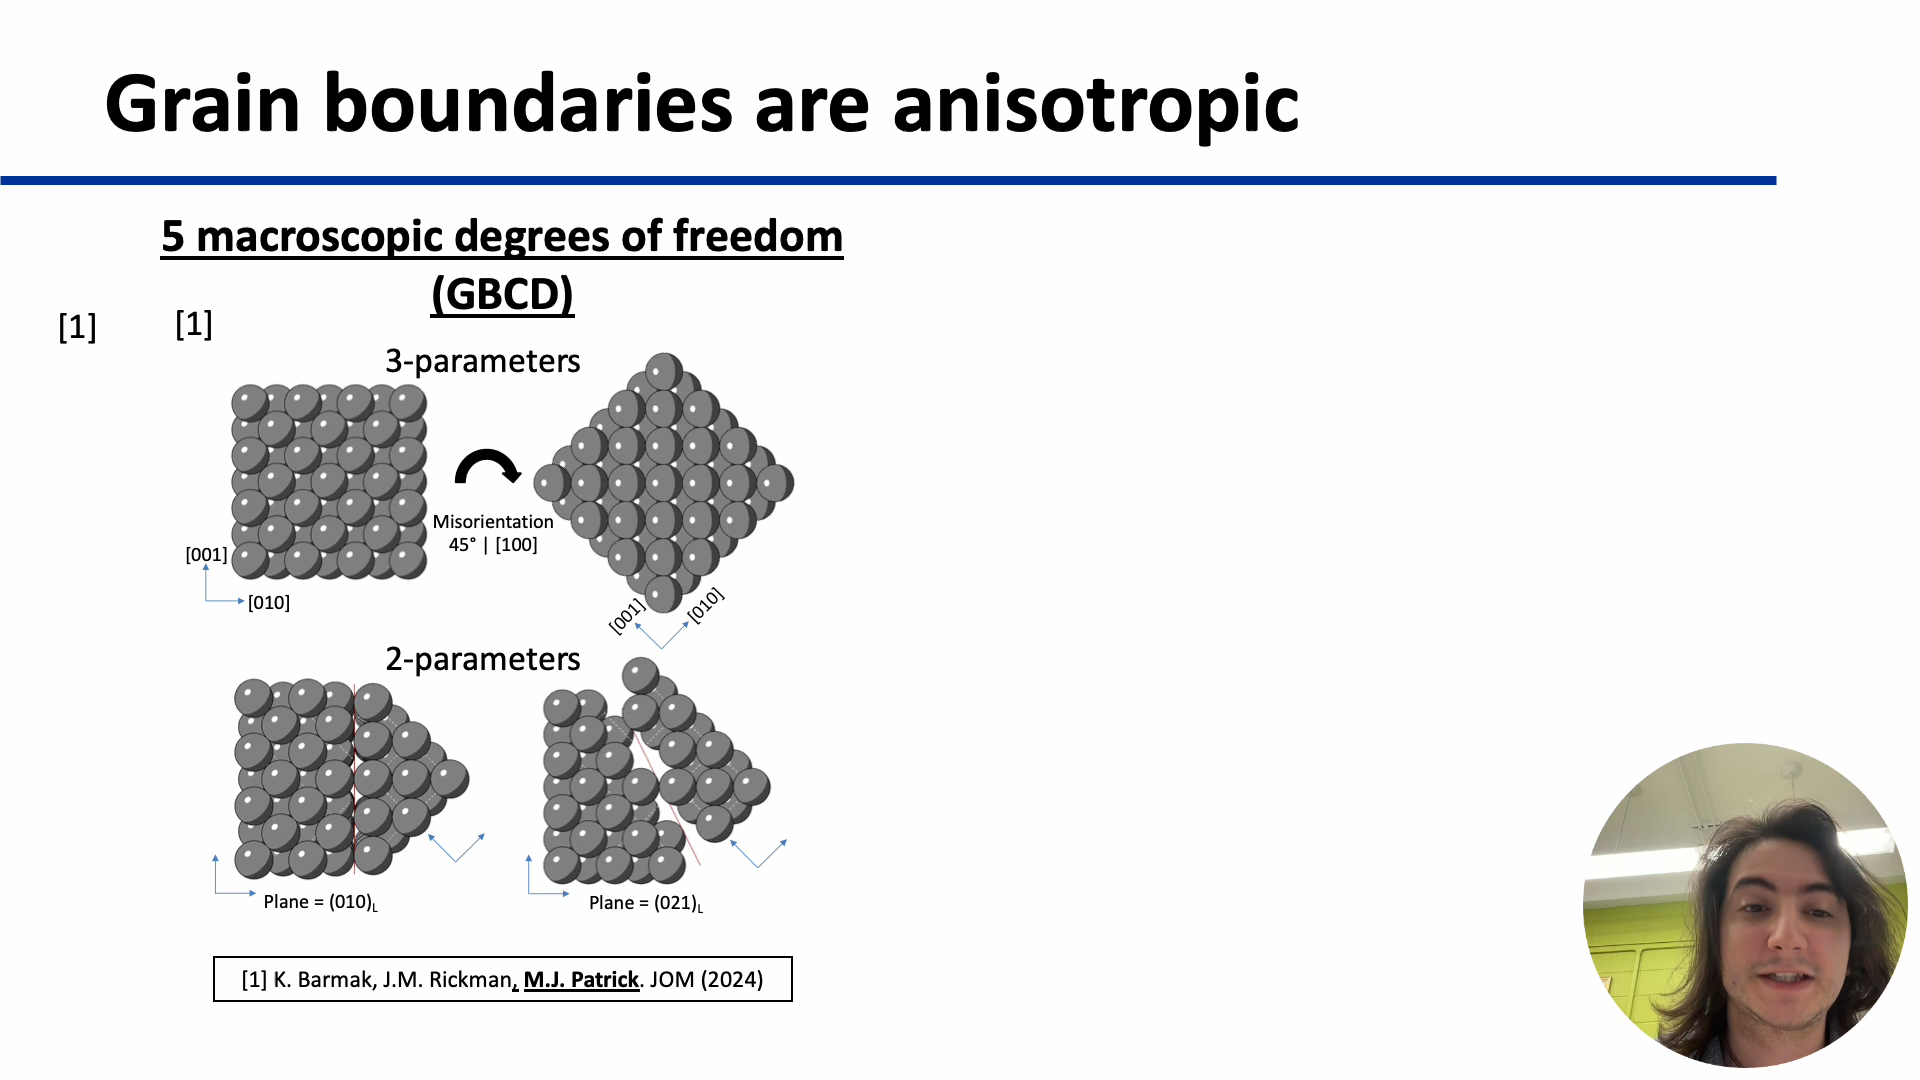 Grain boundaries are anisotropic
5 macroscopic degrees of freedom
(GBCD)
[1]
[1]
3-parameters
Misorientation
45° | [100]
[001]
[010]
[001]
[010]
2-parameters
Plane = (010)L
Plane = (021)L
[1] K. Barmak, J.M. Rickman, M.J. Patrick. JOM (2024)